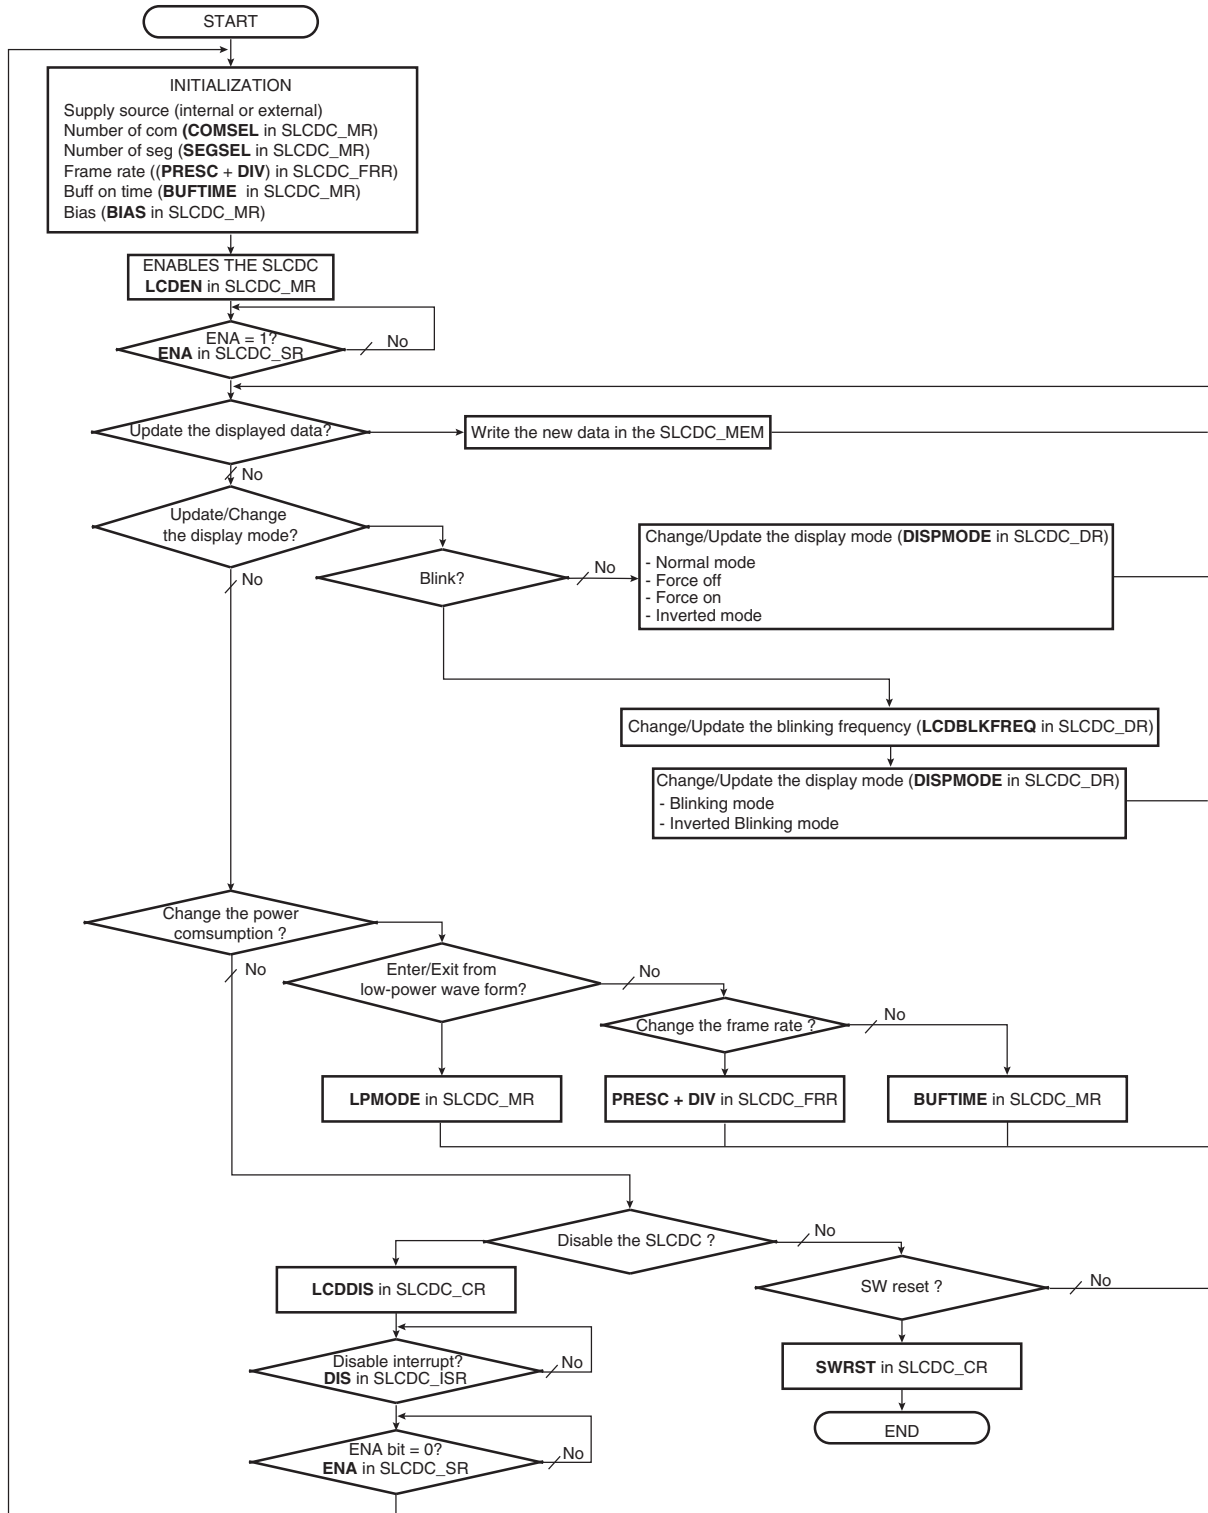 START
INITIALIZATION
Supply source (internal or external)
Number of com (COMSEL in SLCDC_MR)
Number of seg (SEGSEL in SLCDC_MR)
Frame rate ((PRESC + DIV) in SLCDC_FRR)
Buff on time (BUFTIME in SLCDC_MR)
Bias (BIAS in SLCDC_MR)
ENABLES THE SLCDC
LCDEN in SLCDC_MR
ENA = 1?
ENA in SLCDC_SR
No
Update the displayed data?
Write the new data in the SLCDC_MEM
No
Update/Change
the display mode?
No
Blink?
No
Change/Update the display mode (DISPMODE in SLCDC_DR)
- Normal mode
- Force off
- Force on
- Inverted mode
Change/Update the blinking frequency (LCDBLKFREQ in SLCDC_DR)
Change/Update the display mode (DISPMODE in SLCDC_DR)
- Blinking mode
- Inverted Blinking mode
Change the power
comsumption ?
No
Enter/Exit from
low-power wave form?
No
Change the frame rate ?
No
LPMODE in SLCDC_MR
PRESC + DIV in SLCDC_FRR
BUFTIME in SLCDC_MR
Disable the SLCDC ?
No
LCDDIS in SLCDC_CR
SW reset ?
No
Disable interrupt?
DIS in SLCDC_ISR
No
SWRST in SLCDC_CR
END
ENA bit = 0?
ENA in SLCDC_SR
No